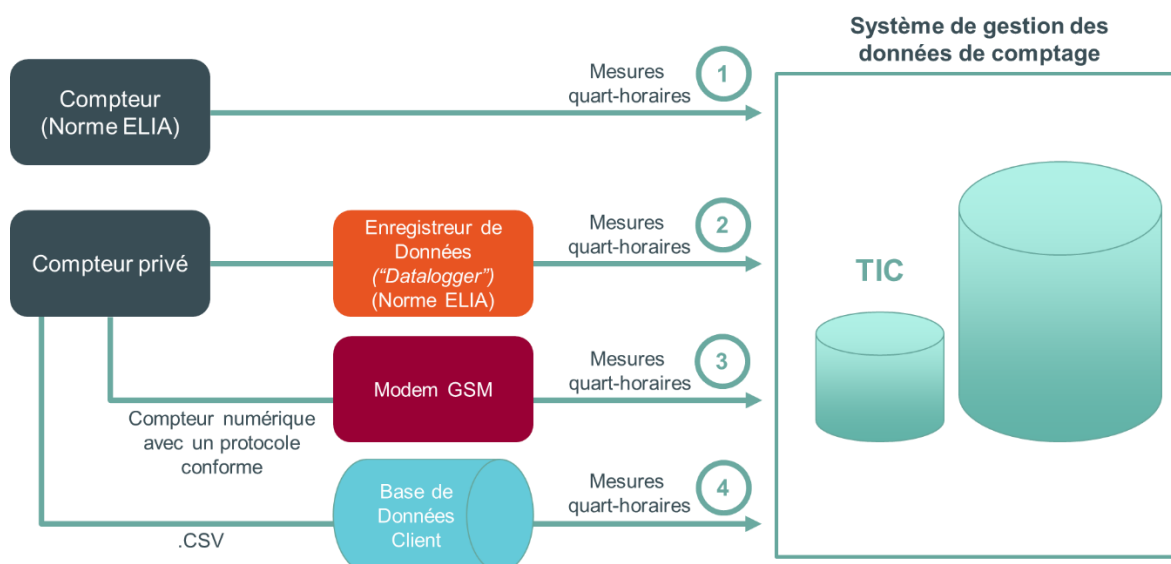 Système de gestion des
données de comptage
Compteur
(Norme ELIA)
Mesures
quart-horaires
1
Compteur privé
Enregistreur de
Données
(“Datalogger”)
(Norme ELIA)
Mesures
quart-horaires
2
TIC
Modem GSM
Mesures
quart-horaires
3
Compteur numérique
avec un protocole
conforme
Base de
Données
Client
Mesures
quart-horaires
4
.CSV